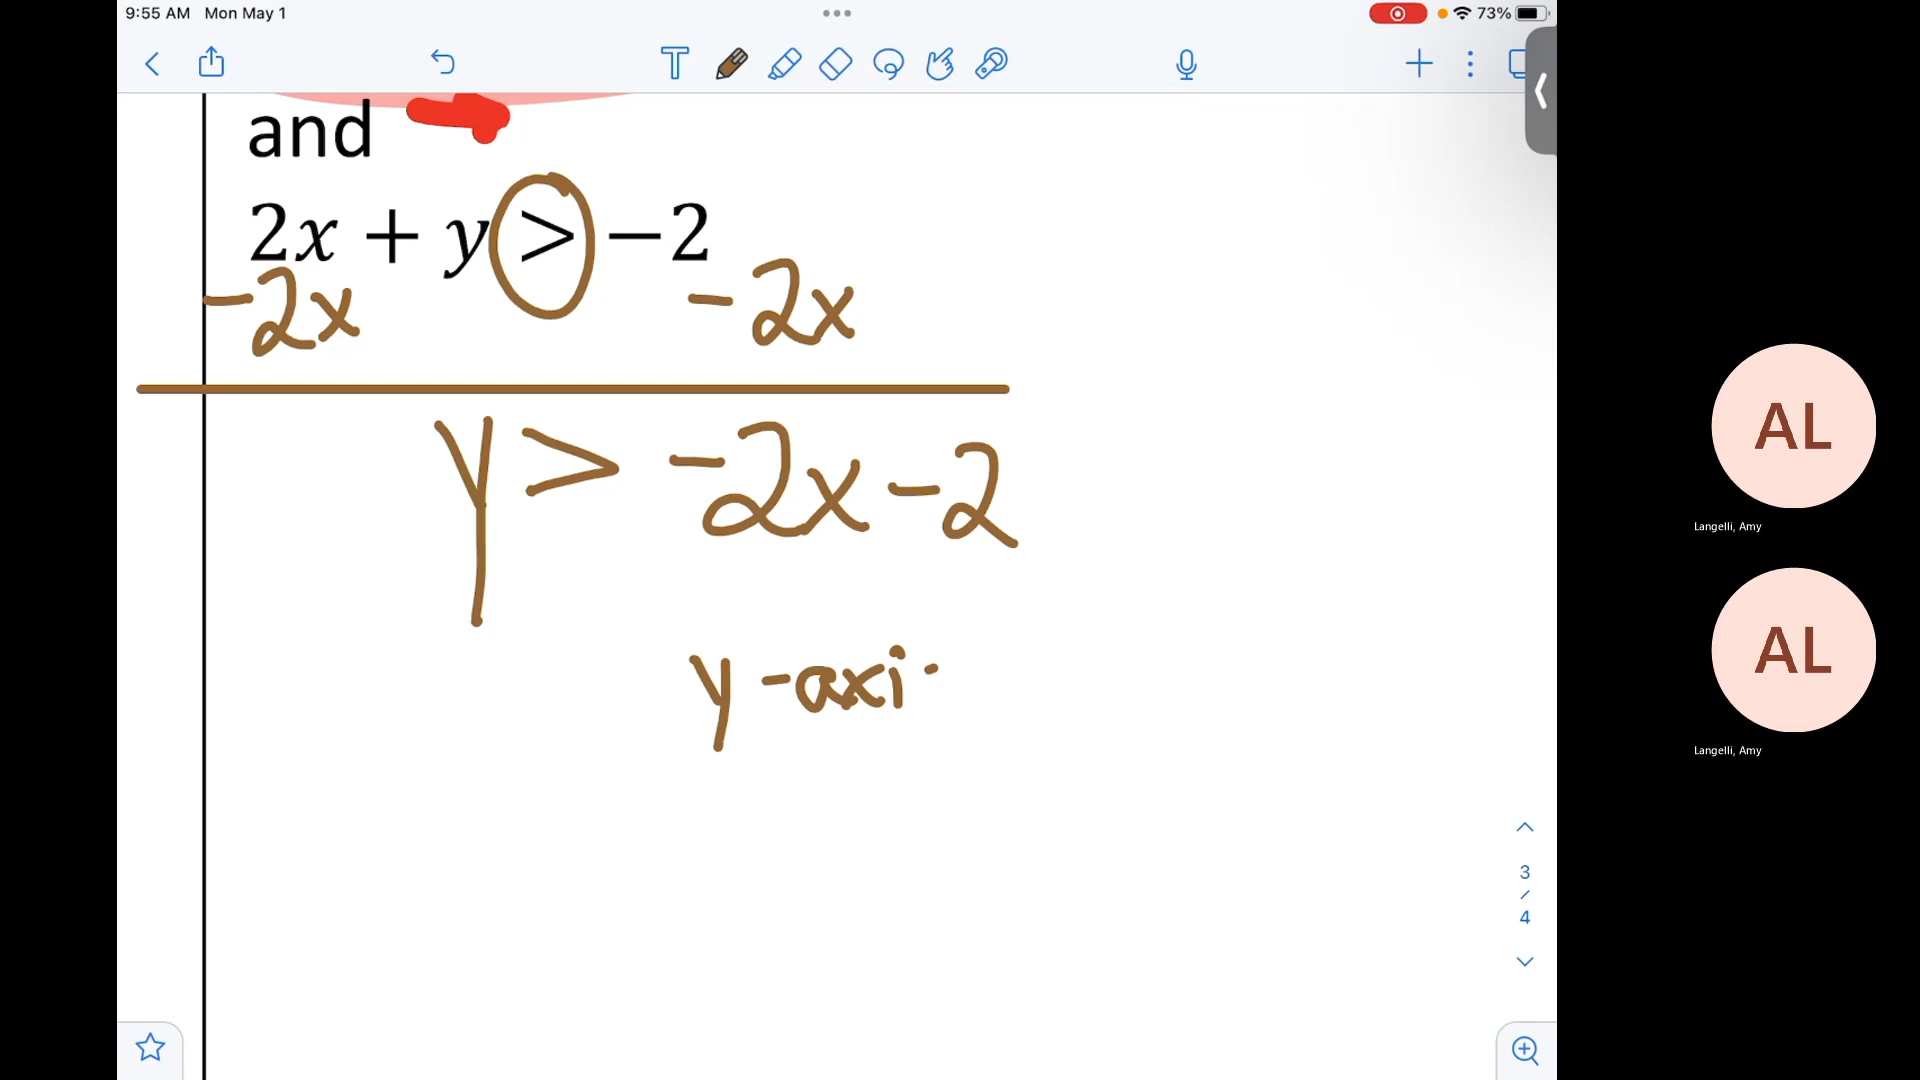 9:55 AM Mon May 1
73%
and
2x + y > −2
-2x -2x
y > -2x - 2
y-axi
3
/
4
AL
Langelli, Amy
AL
Langelli, Amy